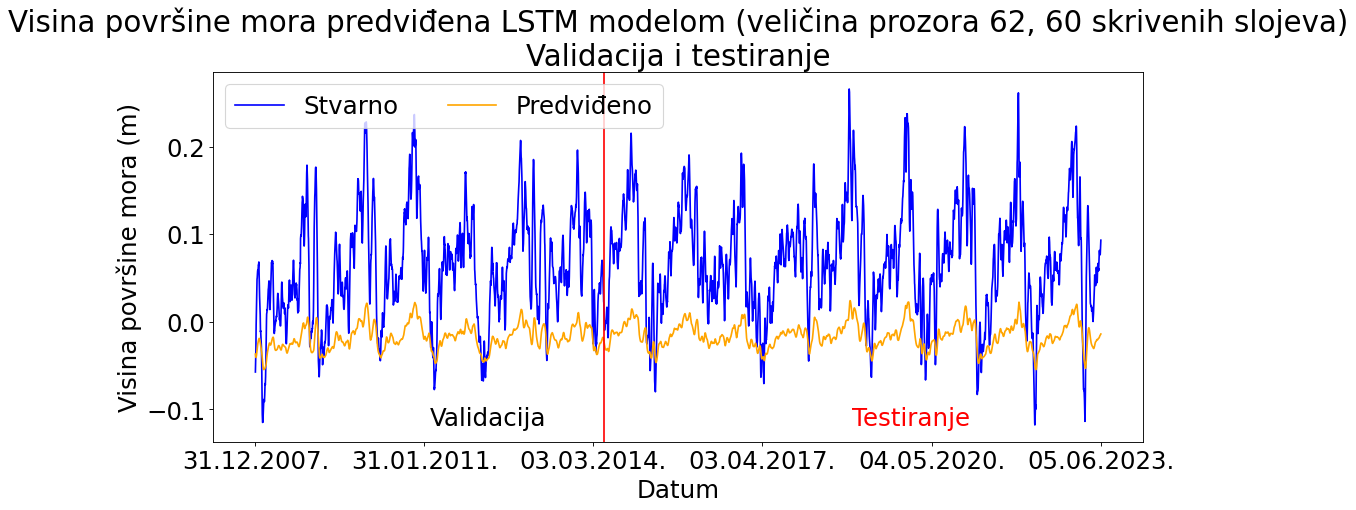 Visina površine mora predviđena LSTM modelom (veličina prozora 62, 60 skrivenih slojeva)
Validacija i testiranje
Stvarno
Predviđeno
Visina površine mora (m)
0.2
0.1
0.0
−0.1
Validacija
Testiranje
31.12.2007.
31.01.2011.
03.03.2014.
03.04.2017.
04.05.2020.
05.06.2023.
Datum